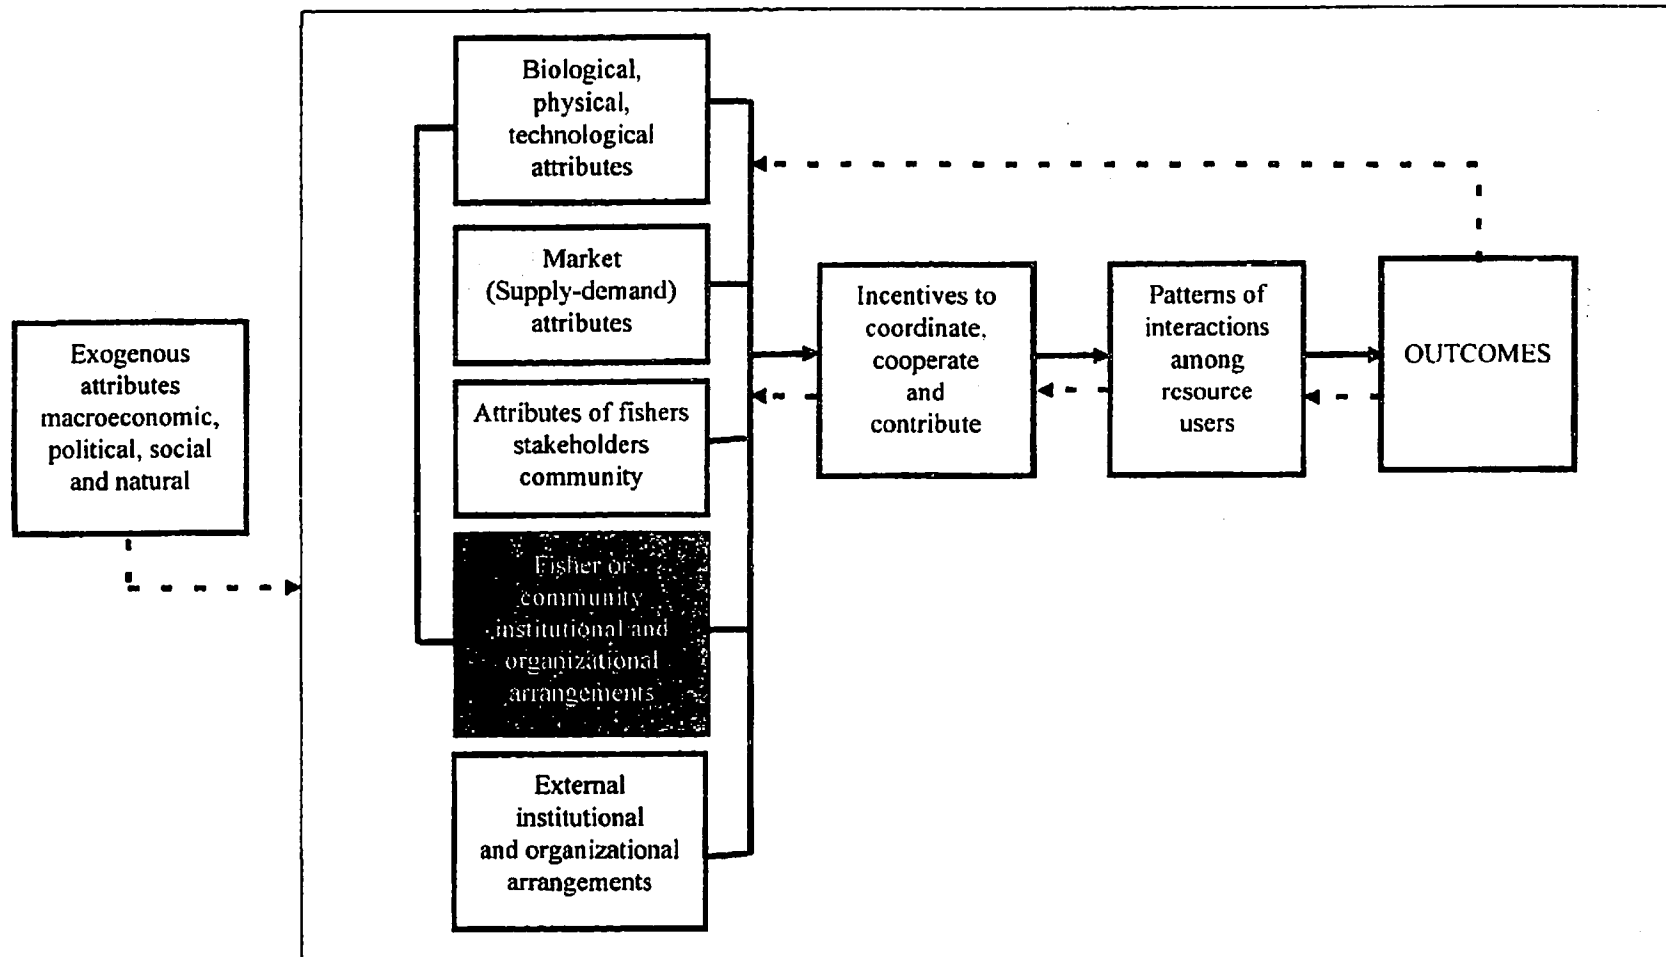 Biological,
physical,
technological
attributes
Market
(Supply-demand)
attributes
Exogenous
attributes
macroeconomic,
political, social
and natural
Attributes of fishers
stakeholders
community
Fisher or
community
institutional and
organizational
arrangements
External
institutional
and organizational
arrangements
Incentives to
coordinate,
cooperate
and
contribute
Patterns of
interactions
among
resource
users
OUTCOMES